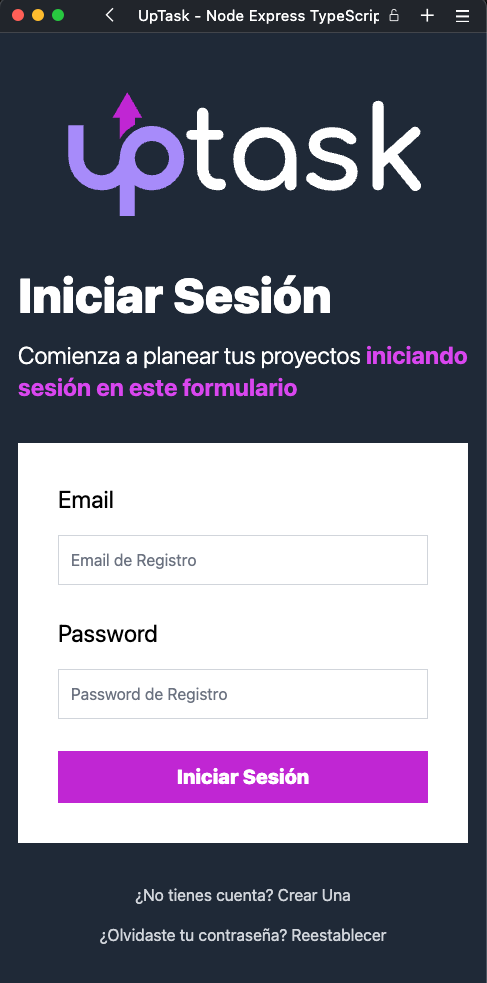 UpTask - Node Express TypeScrip
uptask
Iniciar Sesión
Comienza a planear tus proyectos iniciando
sesión en este formulario
Email
Email de Registro
Password
Password de Registro
Iniciar Sesión
¿No tienes cuenta? Crear Una
¿Olvidaste tu contraseña? Reestablecer